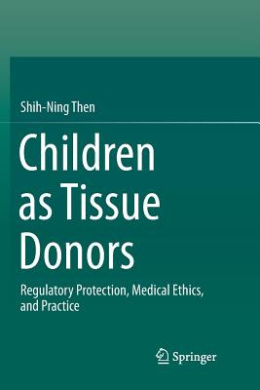 Shih-Ning Then
Children
as Tissue
Donors
Regulatory Protection, Medical Ethics,
and Practice
Springer